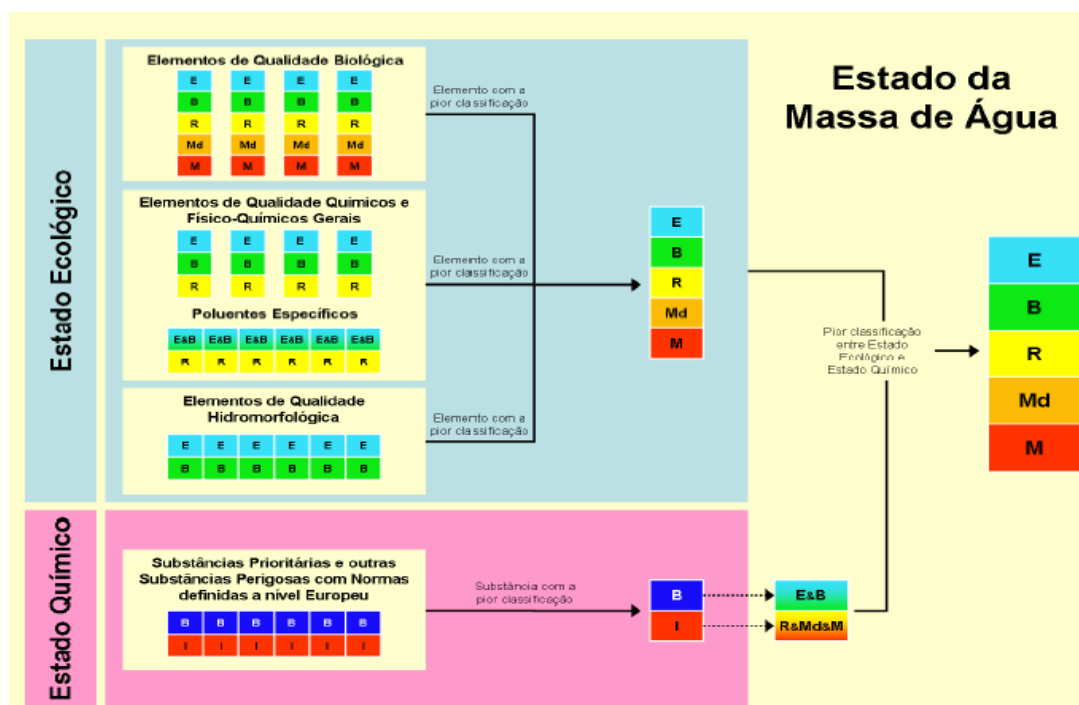 Estado da
Massa de Água
Estado Ecológico
Elementos de Qualidade Biológica
E E E E
B B B B
R R R R
Md Md Md Md
M M M M
Elemento com a
pior classificação
Elementos de Qualidade Químicos e
Físico-Químicos Gerais
E E E E
B B B B
R R R R
Elemento com a
pior classificação
Poluentes Específicos
E&B E&B E&B E&B E&B E&B
R R R R R R
Elementos de Qualidade
Hidromorfológica
E E E E E E
B B B B B B
Elemento com a
pior classificação
E
B
R
Md
M
Estado Químico
Substâncias Prioritárias e outras
Substâncias Perigosas com Normas
definidas a nível Europeu
B B B B B B
I I I I I I
Substância com a
pior classificação
B
I
E&B
R&Md&M
Pior classificação
entre Estado
Ecológico e
Estado Químico
E
B
R
Md
M